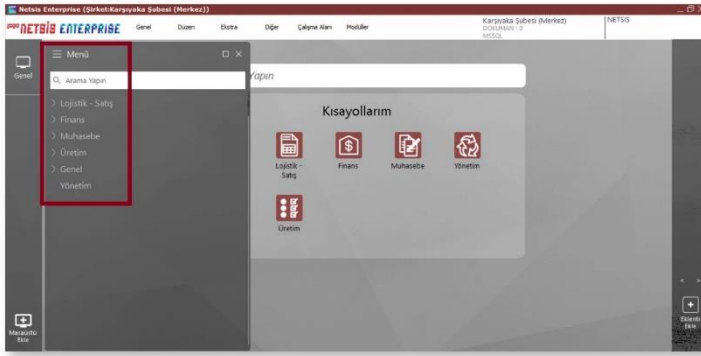 Netsis Enterprise (Şirket:Karşıyaka Şubesi (Merkez))
NETSİS ENTERPRISE
Genel Düzen Ekstra Diğer Çalışma Alanı Modüller
Karşıyaka Şubesi (Merkez)
NETSIS
Menü
Genel
Arama Yapın
Yapın
Lojistik - Satış
Finans
Muhasebe
Üretim
Genel
Yönetim
Kısayollarım
Lojistik -
Satış
Finans
Muhasebe
Yönetim
Üretim
Masaüstü
Ekle
Eklenti
Ekle